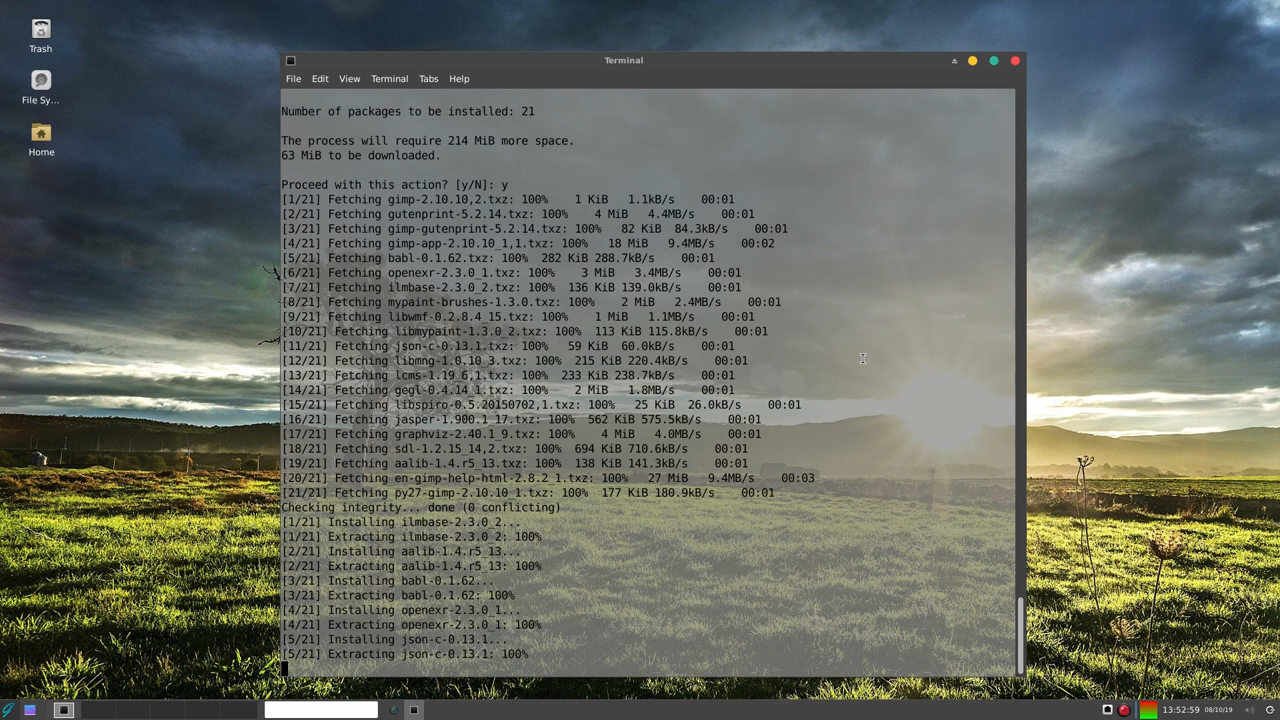 Trash
File Sy...
Home
Terminal
File Edit View Terminal Tabs Help
Number of packages to be installed: 21
The process will require 214 MiB more space.
63 MiB to be downloaded.
Proceed with this action? [y/N]: y
[1/21] Fetching gimp-2.10.10,2.txz: 100%    1 KiB   1.1kB/s    00:01
[2/21] Fetching gutenprint-5.2.14.txz: 100%    4 MiB   4.4MB/s    00:01
[3/21] Fetching gimp-gutenprint-5.2.14.txz: 100%   82 KiB  84.3kB/s    00:01
[4/21] Fetching gimp-app-2.10.10_1,1.txz: 100%   18 MiB   9.4MB/s    00:02
[5/21] Fetching babl-0.1.62.txz: 100%  282 KiB 288.7kB/s    00:01
[6/21] Fetching openexr-2.3.0_1.txz: 100%    3 MiB   3.4MB/s    00:01
[7/21] Fetching ilmbase-2.3.0_2.txz: 100%  136 KiB 139.0kB/s    00:01
[8/21] Fetching mypaint-brushes-1.3.0.txz: 100%    2 MiB   2.4MB/s    00:01
[9/21] Fetching libwmf-0.2.8.4_15.txz: 100%    1 MiB   1.1MB/s    00:01
[10/21] Fetching libmypaint-1.3.0_2.txz: 100%  113 KiB 115.8kB/s    00:01
[11/21] Fetching json-c-0.13.1.txz: 100%   59 KiB  60.0kB/s    00:01
[12/21] Fetching libmng-1.0.10_3.txz: 100%  215 KiB 220.4kB/s    00:01
[13/21] Fetching lcms-1.19_6,1.txz: 100%  233 KiB 238.7kB/s    00:01
[14/21] Fetching gegl-0.4.14_1.txz: 100%    2 MiB   1.8MB/s    00:01
[15/21] Fetching libspiro-0.5.20150702,1.txz: 100%   25 KiB  26.0kB/s    00:01
[16/21] Fetching jasper-1.900.1_17.txz: 100%  562 KiB 575.5kB/s    00:01
[17/21] Fetching graphviz-2.40.1_9.txz: 100%    4 MiB   4.0MB/s    00:01
[18/21] Fetching sdl-1.2.15_14,2.txz: 100%  694 KiB 710.6kB/s    00:01
[19/21] Fetching aalib-1.4.r5_13.txz: 100%  138 KiB 141.3kB/s    00:01
[20/21] Fetching en-gimp-help-html-2.8.2_1.txz: 100%   27 MiB   9.4MB/s    00:03
[21/21] Fetching py27-gimp-2.10.10_1.txz: 100%  177 KiB 180.9kB/s    00:01
Checking integrity... done (0 conflicting)
[1/21] Installing ilmbase-2.3.0_2...
[1/21] Extracting ilmbase-2.3.0_2: 100%
[2/21] Installing aalib-1.4.r5_13...
[2/21] Extracting aalib-1.4.r5_13: 100%
[3/21] Installing babl-0.1.62...
[3/21] Extracting babl-0.1.62: 100%
[4/21] Installing openexr-2.3.0_1...
[4/21] Extracting openexr-2.3.0_1: 100%
[5/21] Installing json-c-0.13.1...
[5/21] Extracting json-c-0.13.1: 100%
13:52:59 08/10/19